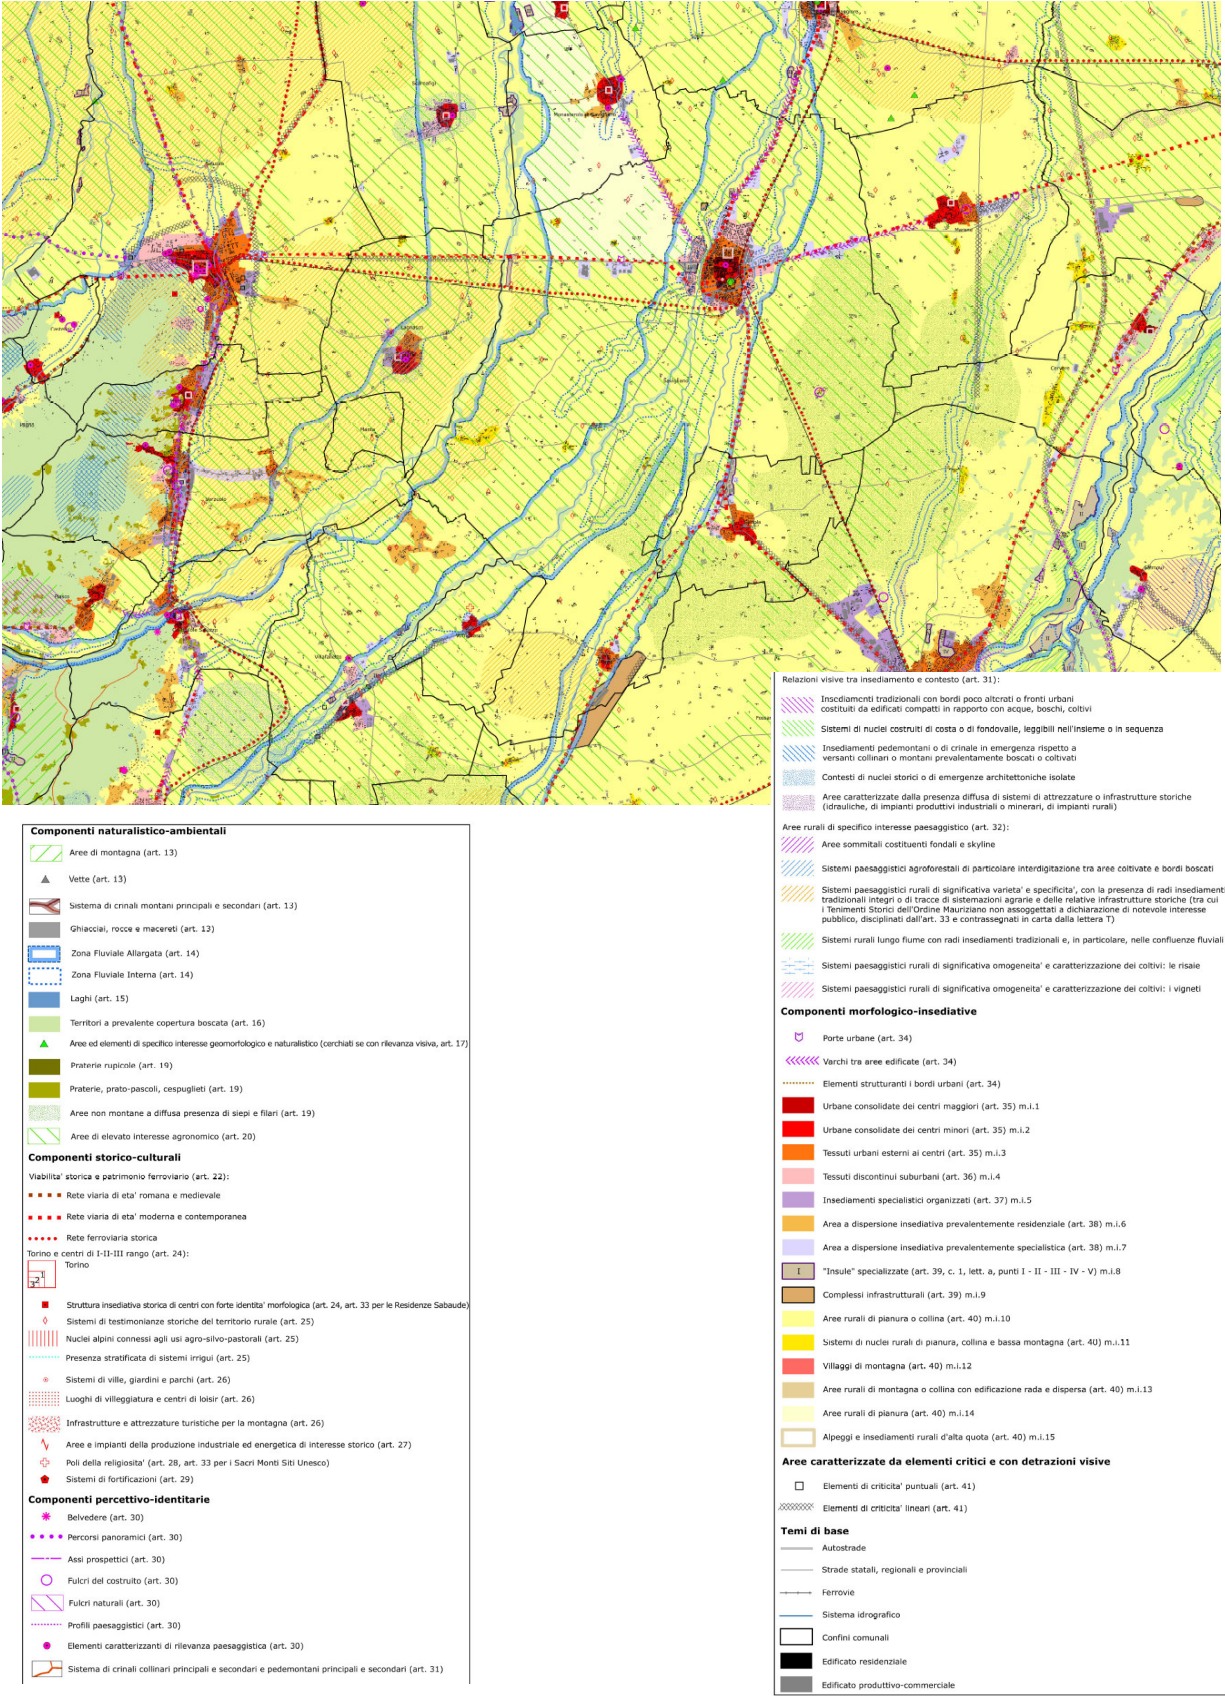 Scarnafigi
Monasterolo di Savigliano
Saluzzo
Marene
Lagnasco
Savigliano
Cervere
Manta
Verzuolo
Piasco
Villafalletto
Vottignasco
Relazioni visive tra insediamento e contesto (art. 31):
Insediamenti tradizionali con bordi poco alterati o fronti urbani
costituiti da edificati compatti in rapporto con acque, boschi, coltivi
Sistemi di nuclei costruiti di costa o di fondovalle, leggibili nell'insieme o in sequenza
Insediamenti pedemontani o di crinale in emergenza rispetto a
versanti collinari o montani prevalentemente boscati o coltivati
Contesti di nuclei storici o di emergenze architettoniche isolate
Aree caratterizzate dalla presenza diffusa di sistemi di attrezzature o infrastrutture storiche
(idrauliche, di impianti produttivi industriali o minerari, di impianti rurali)
Aree rurali di specifico interesse paesaggistico (art. 32):
Aree sommitali costituenti fondali e skyline
Sistemi paesaggistici agroforestali di particolare interdigitazione tra aree coltivate e bordi boscati
Sistemi paesaggistici rurali di significativa varieta' e specificita', con la presenza di radi insediamenti
tradizionali integri o di tracce di sistemazioni agrarie e delle relative infrastrutture storiche (tra cui
i Tenimenti Storici dell'Ordine Mauriziano non assoggettati a dichiarazione di notevole interesse
pubblico, disciplinati dall'art. 33 e contrassegnati in carta dalla lettera T)
Sistemi rurali lungo fiume con radi insediamenti tradizionali e, in particolare, nelle confluenze fluviali
Sistemi paesaggistici rurali di significativa omogeneita' e caratterizzazione dei coltivi: le risaie
Sistemi paesaggistici rurali di significativa omogeneita' e caratterizzazione dei coltivi: i vigneti
Componenti morfologico-insediative
Porte urbane (art. 34)
Varchi tra aree edificate (art. 34)
Elementi strutturanti i bordi urbani (art. 34)
Urbane consolidate dei centri maggiori (art. 35) m.i.1
Urbane consolidate dei centri minori (art. 35) m.i.2
Tessuti urbani esterni ai centri (art. 35) m.i.3
Tessuti discontinui suburbani (art. 36) m.i.4
Insediamenti specialistici organizzati (art. 37) m.i.5
Area a dispersione insediativa prevalentemente residenziale (art. 38) m.i.6
Area a dispersione insediativa prevalentemente specialistica (art. 38) m.i.7
I "Insule" specializzate (art. 39, c. 1, lett. a, punti I - II - III - IV - V) m.i.8
Complessi infrastrutturali (art. 39) m.i.9
Aree rurali di pianura o collina (art. 40) m.i.10
Sistemi di nuclei rurali di pianura, collina e bassa montagna (art. 40) m.i.11
Villaggi di montagna (art. 40) m.i.12
Aree rurali di montagna o collina con edificazione rada e dispersa (art. 40) m.i.13
Aree rurali di pianura (art. 40) m.i.14
Alpeggi e insediamenti rurali d'alta quota (art. 40) m.i.15
Aree caratterizzate da elementi critici e con detrazioni visive
Elementi di criticita' puntuali (art. 41)
Elementi di criticita' lineari (art. 41)
Temi di base
Autostrade
Strade statali, regionali e provinciali
Ferrovie
Sistema idrografico
Confini comunali
Edificato residenziale
Edificato produttivo-commerciale
Componenti naturalistico-ambientali
Aree di montagna (art. 13)
Vette (art. 13)
Sistema di crinali montani principali e secondari (art. 13)
Ghiacciai, rocce e macereti (art. 13)
Zona Fluviale Allargata (art. 14)
Zona Fluviale Interna (art. 14)
Laghi (art. 15)
Territori a prevalente copertura boscata (art. 16)
Aree ed elementi di specifico interesse geomorfologico e naturalistico (cerchiati se con rilevanza visiva, art. 17)
Praterie rupicole (art. 19)
Praterie, prato-pascoli, cespuglieti (art. 19)
Aree non montane a diffusa presenza di siepi e filari (art. 19)
Aree di elevato interesse agronomico (art. 20)
Componenti storico-culturali
Viabilita' storica e patrimonio ferroviario (art. 22):
Rete viaria di eta' romana e medievale
Rete viaria di eta' moderna e contemporanea
Rete ferroviaria storica
Torino e centri di I-II-III rango (art. 24):
Torino
3 2 1
Struttura insediativa storica di centri con forte identita' morfologica (art. 24, art. 33 per le Residenze Sabaude)
Sistemi di testimonianze storiche del territorio rurale (art. 25)
Nuclei alpini connessi agli usi agro-silvo-pastorali (art. 25)
Presenza stratificata di sistemi irrigui (art. 25)
Sistemi di ville, giardini e parchi (art. 26)
Luoghi di villeggiatura e centri di loisir (art. 26)
Infrastrutture e attrezzature turistiche per la montagna (art. 26)
Aree e impianti della produzione industriale ed energetica di interesse storico (art. 27)
Poli della religiosita' (art. 28, art. 33 per i Sacri Monti Siti Unesco)
Sistemi di fortificazioni (art. 29)
Componenti percettivo-identitarie
Belvedere (art. 30)
Percorsi panoramici (art. 30)
Assi prospettici (art. 30)
Fulcri del costruito (art. 30)
Fulcri naturali (art. 30)
Profili paesaggistici (art. 30)
Elementi caratterizzanti di rilevanza paesaggistica (art. 30)
Sistema di crinali collinari principali e secondari e pedemontani principali e secondari (art. 31)